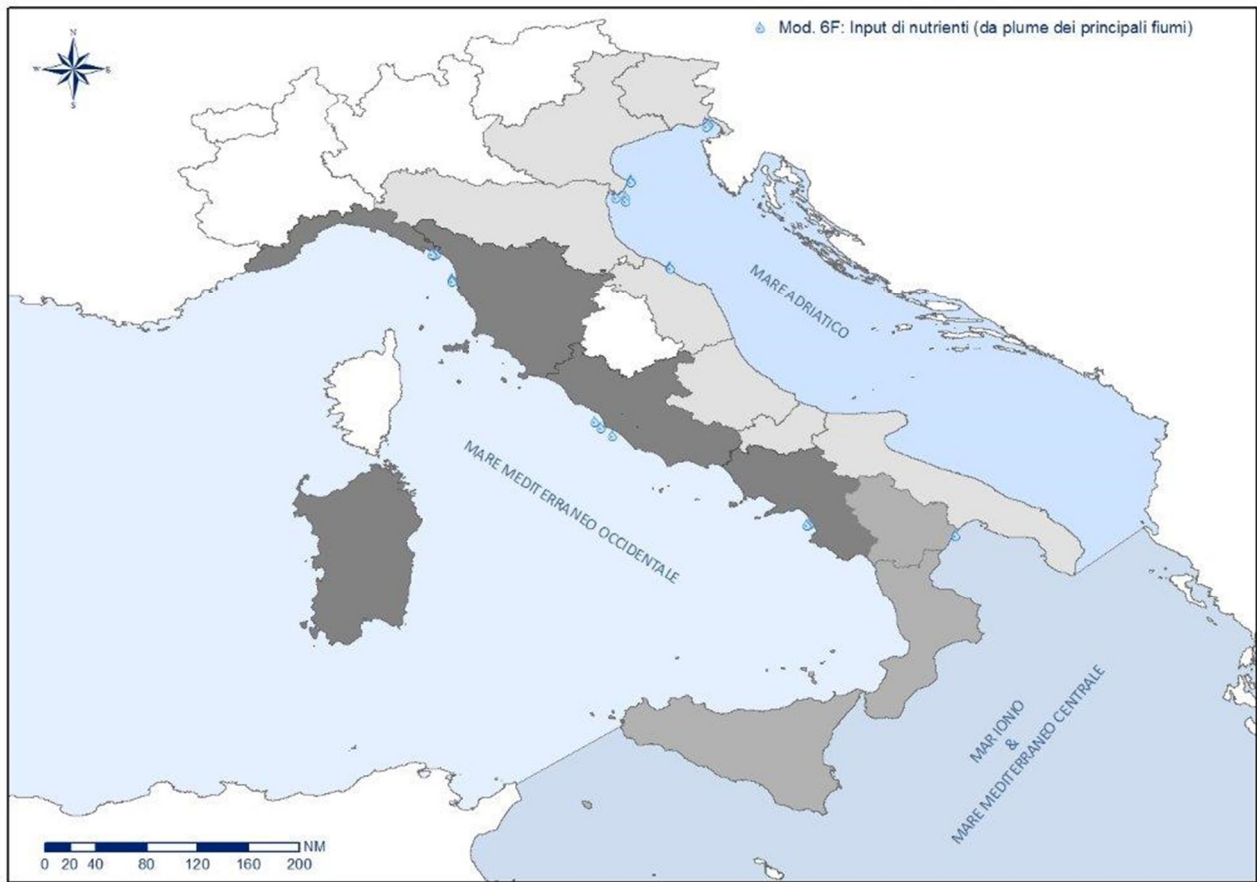 Mod. 6F: Input di nutrienti (da plume dei principali fiumi)
N
W
E
S
MARE ADRIATICO
MARE MEDITERRANEO OCCIDENTALE
MAR IONIO
&
MARE MEDITERRANEO CENTRALE
NM
0 20 40 80 120 160 200